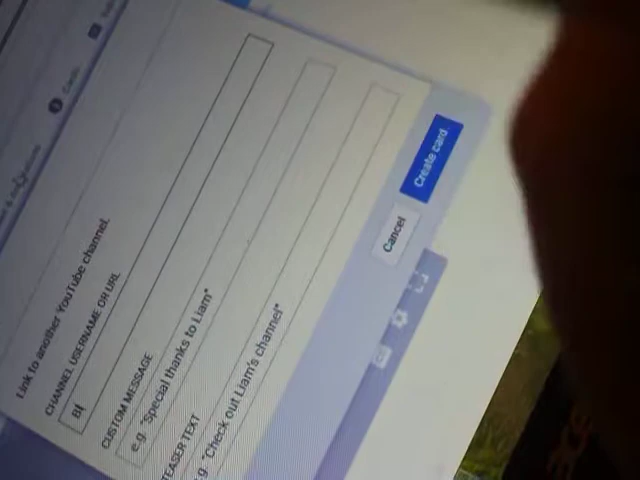 Cards
Link to another YouTube channel.
CHANNEL USERNAME OR URL
CUSTOM MESSAGE
e.g. "Special thanks to Liam"
TEASER TEXT
e.g. "Check out Liam's channel"
Cancel
Create card